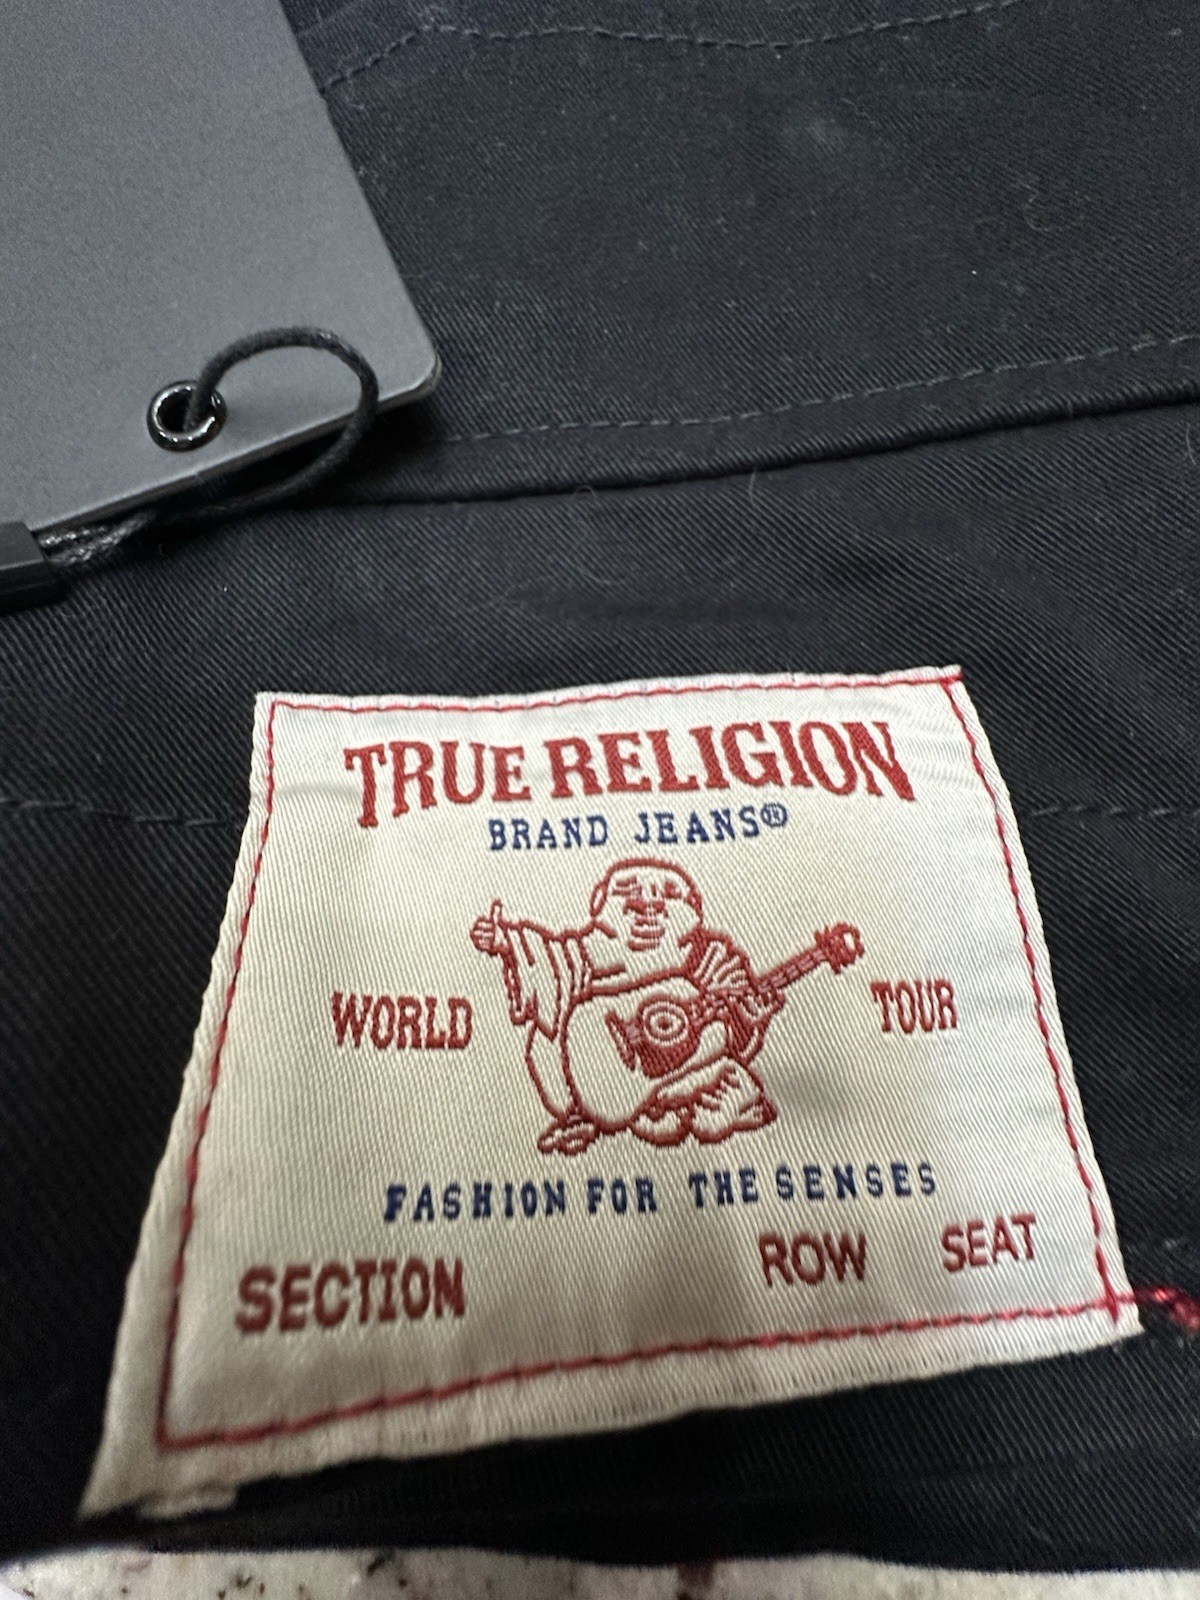 TRUE RELIGION
BRAND JEANS®
WORLD TOUR
FASHION FOR THE SENSES
SECTION ROW SEAT